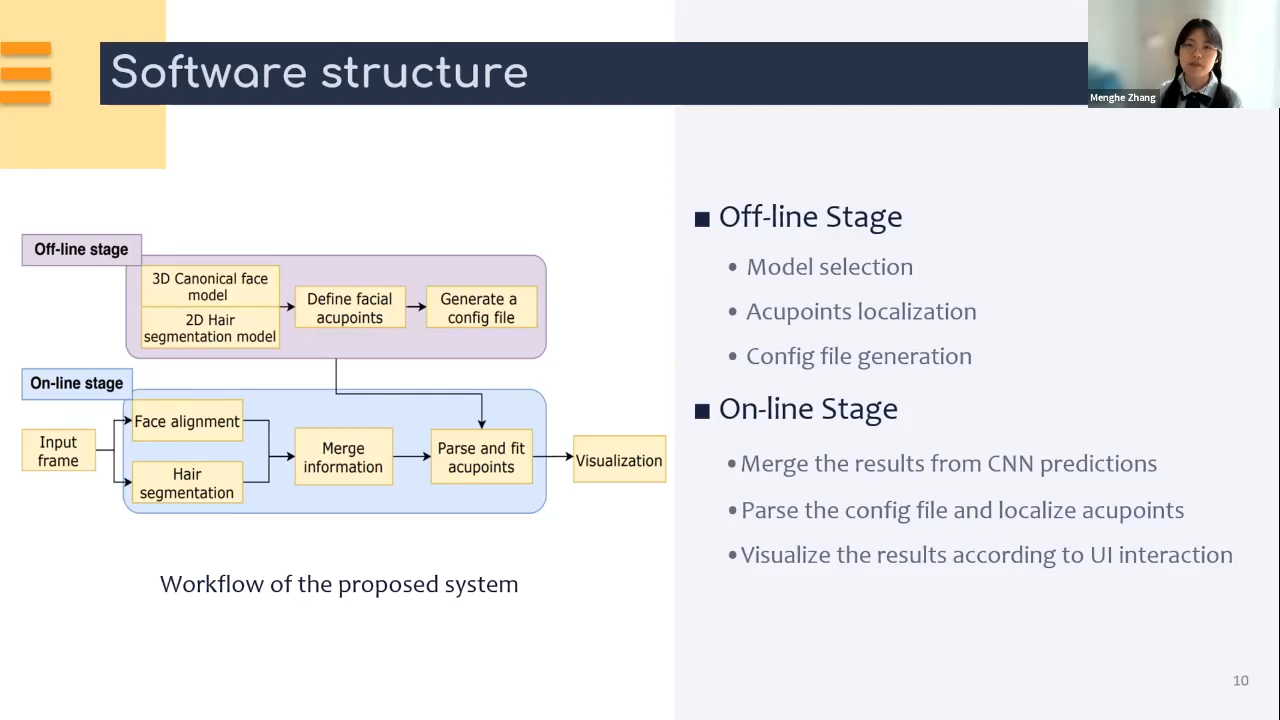 Software structure
Menghe Zhang
Off-line stage
3D Canonical face
model
2D Hair
segmentation model
Define facial
acupoints
Generate a
config file
On-line stage
Input
frame
Face alignment
Hair
segmentation
Merge
information
Parse and fit
acupoints
Visualization
Workflow of the proposed system
■ Off-line Stage
• Model selection
• Acupoints localization
• Config file generation
■ On-line Stage
• Merge the results from CNN predictions
• Parse the config file and localize acupoints
• Visualize the results according to UI interaction
10